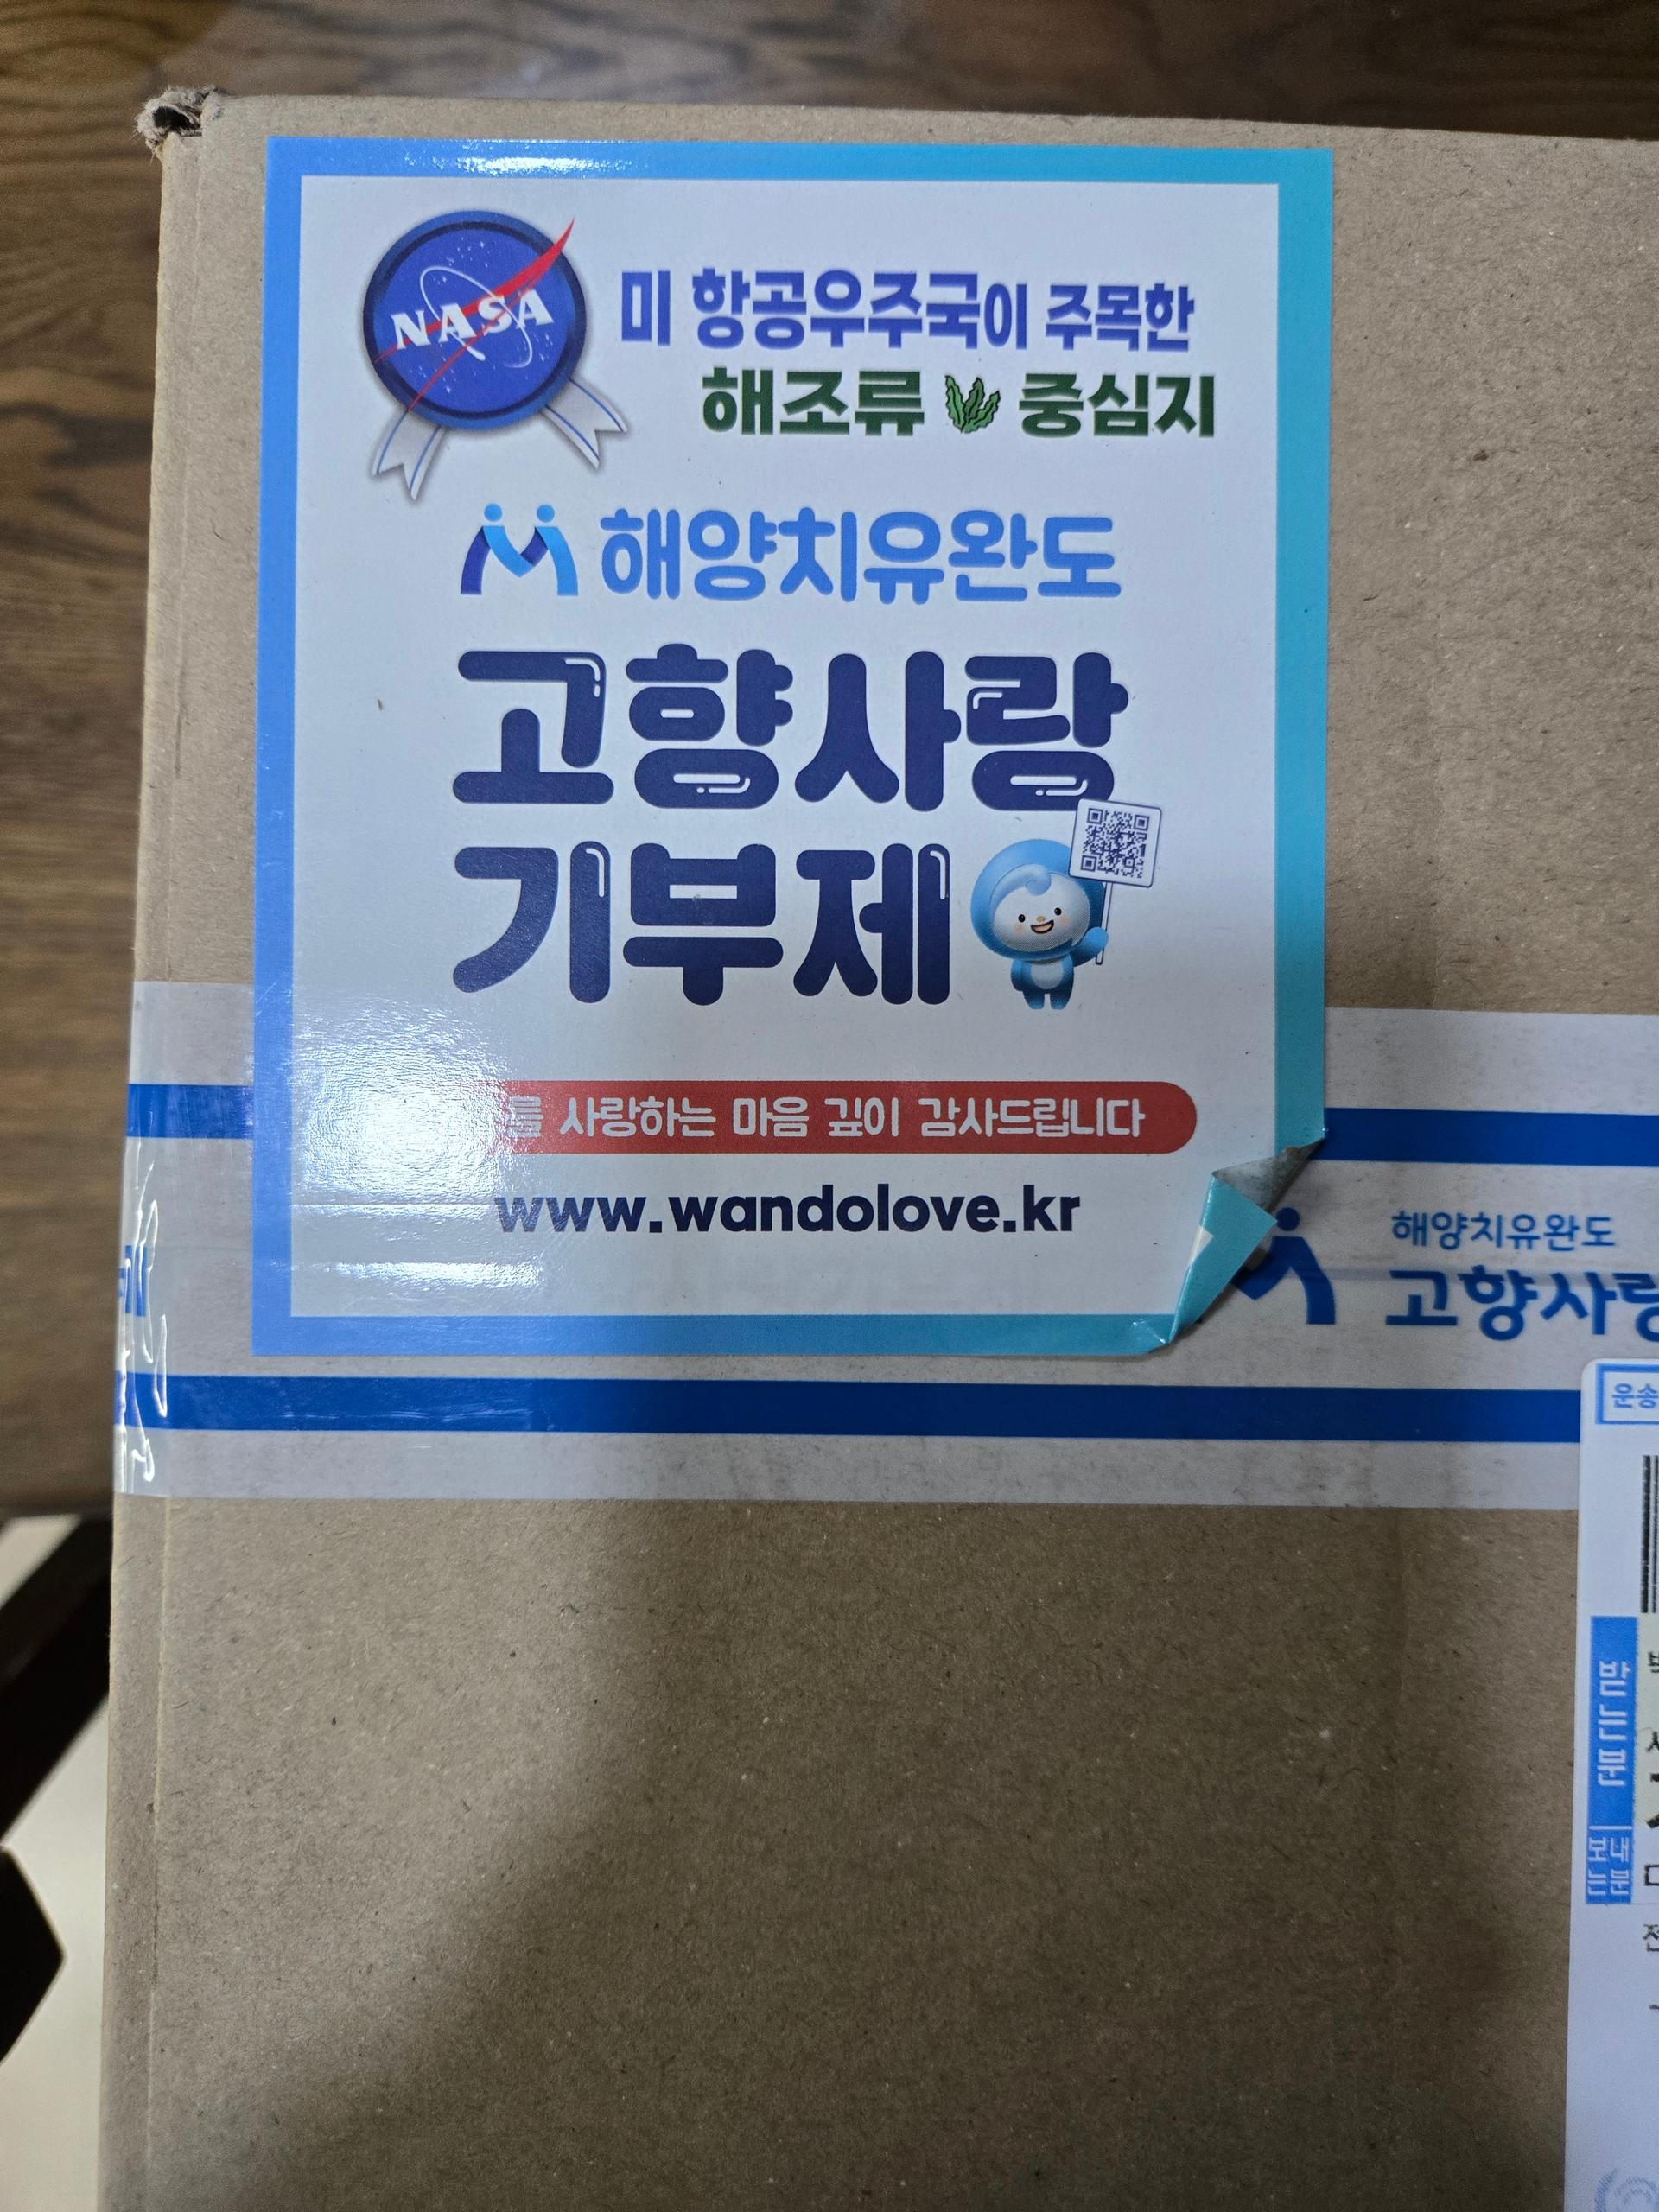 NASA
미 항공우주국이 주목한
해조류 중심지
해양치유완도
고향사랑
기부제
를 사랑하는 마음 깊이 감사드립니다
www.wandolove.kr
해양치유완도
고향사랑
운송
받는분
보내는분